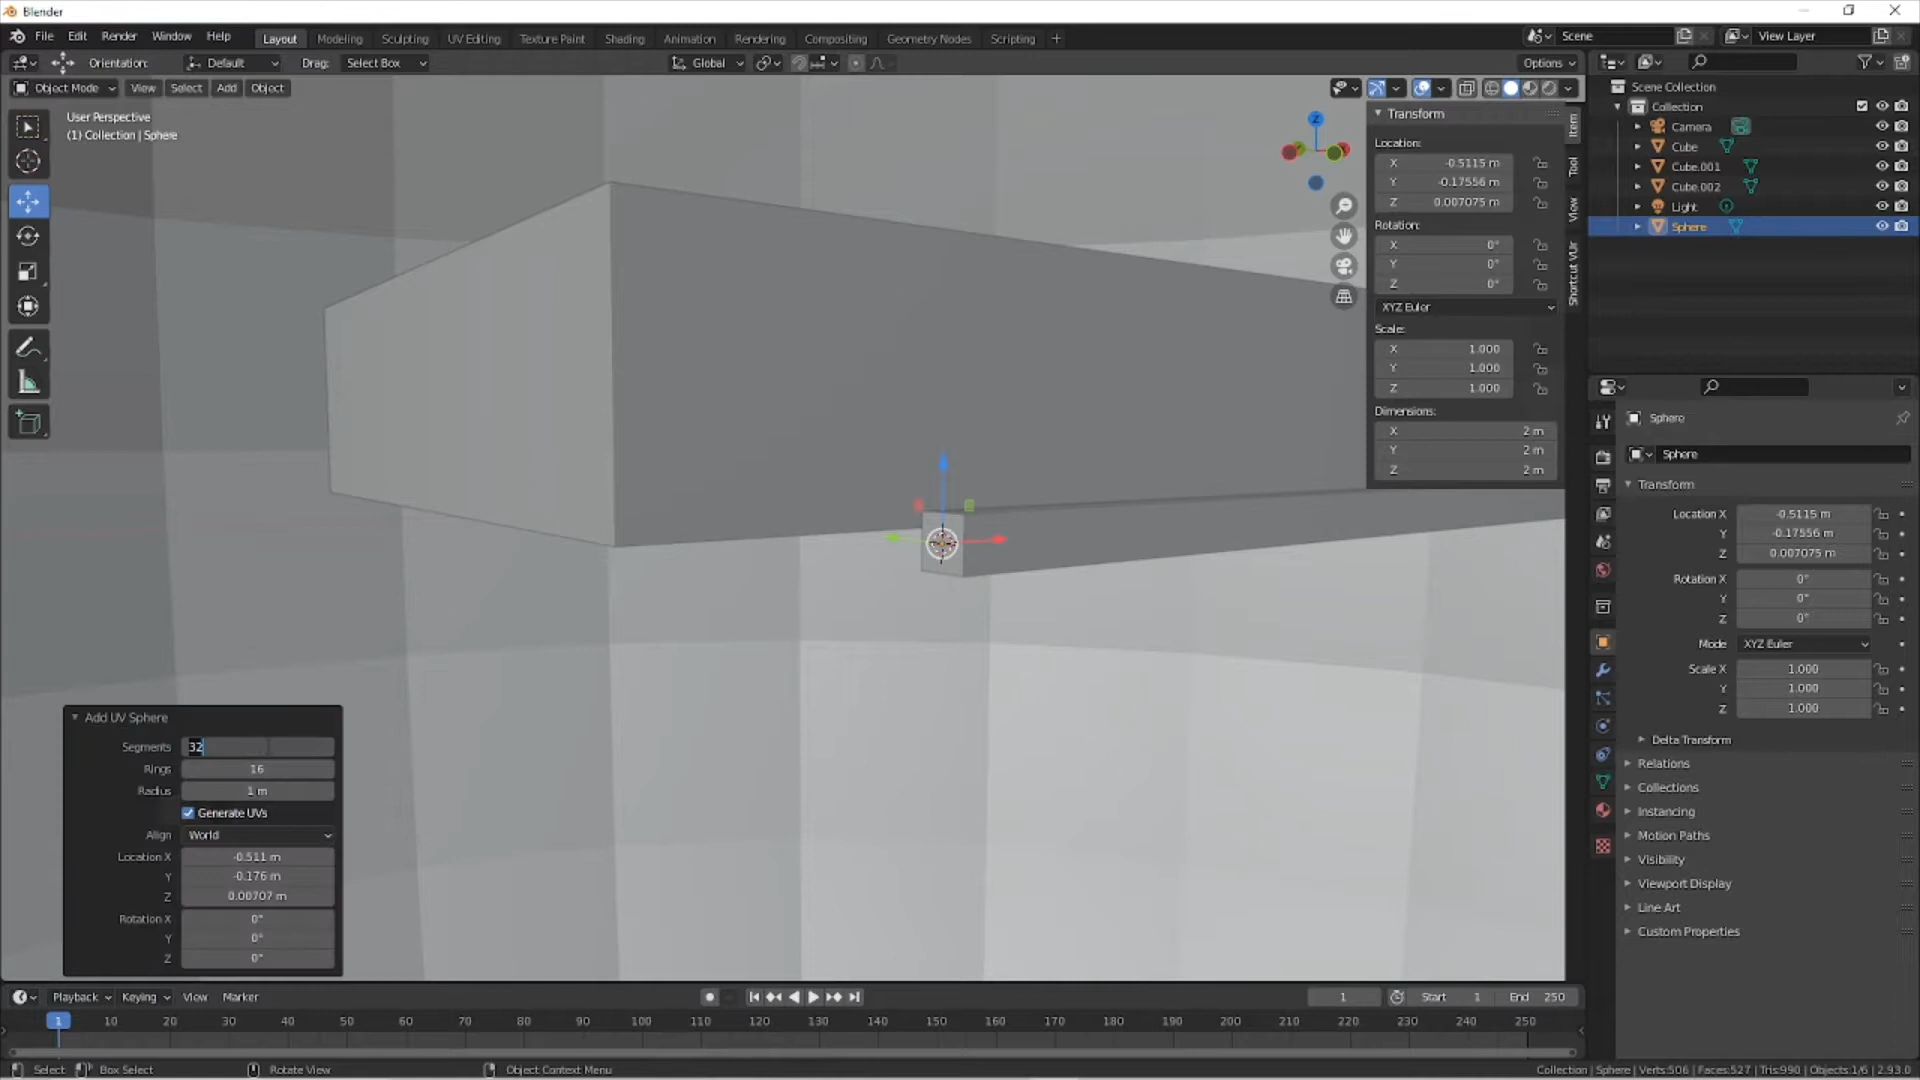 Blender
File Edit Render Window Help
Layout Modeling Sculpting UV Editing Texture Paint Shading Animation Rendering Compositing Geometry Nodes Scripting +
Scene
View Layer
Orientation: Default Drag: Select Box
Global
Options
Object Mode View Select Add Object
User Perspective
(1) Collection | Sphere
Z
Transform
Location:
X -0.5115 m
Y -0.17556 m
Z 0.007075 m
Rotation:
X 0°
Y 0°
Z 0°
XYZ Euler
Scale:
X 1.000
Y 1.000
Z 1.000
Dimensions:
X 2 m
Y 2 m
Z 2 m
Item
Tool
View
Shortcut VUr
Scene Collection
Collection
Camera
Cube
Cube.001
Cube.002
Light
Sphere
Sphere
Sphere
Transform
Location X -0.5115 m
Y -0.17556 m
Z 0.007075 m
Rotation X 0°
Y 0°
Z 0°
Mode XYZ Euler
Scale X 1.000
Y 1.000
Z 1.000
Delta Transform
Relations
Collections
Instancing
Motion Paths
Visibility
Viewport Display
Line Art
Custom Properties
Add UV Sphere
Segments 32
Rings 16
Radius 1 m
Generate UVs
Align World
Location X -0.511 m
Y -0.176 m
Z 0.00707 m
Rotation X 0°
Y 0°
Z 0°
Playback Keying View Marker
1 Start 1 End 250
1 10 20 30 40 50 60 70 80 90 100 110 120 130 140 150 160 170 180 190 200 210 220 230 240 250
Select Box Select Rotate View Object Context Menu
Collection | Sphere | Verts:506 | Faces:527 | Tris:990 | Objects:1/6 | 2.93.0